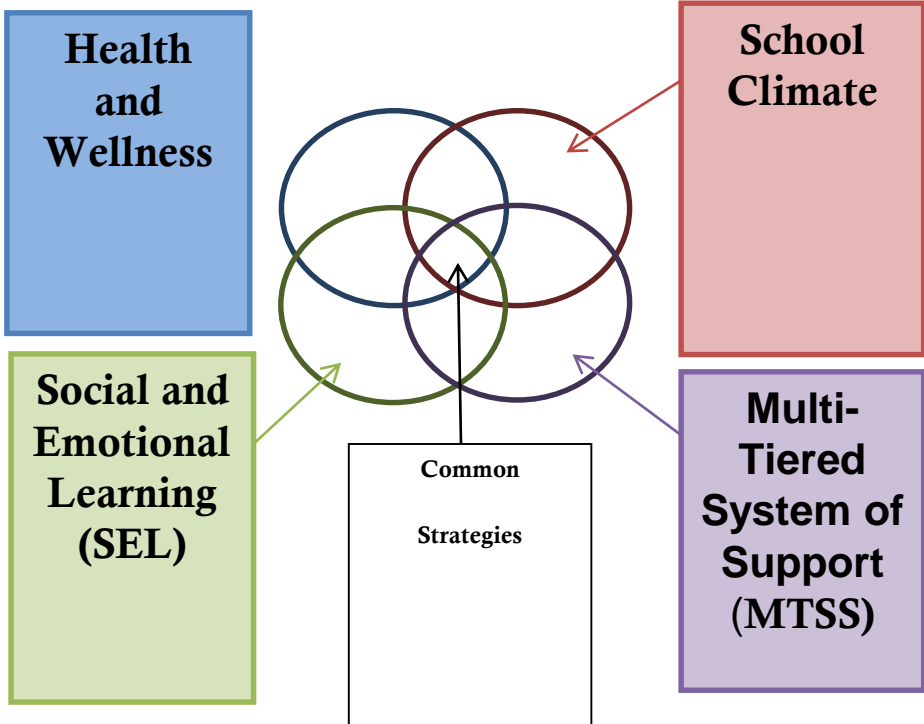 Health
and
Wellness
School
Climate
Social and
Emotional
Learning
(SEL)
Common
Strategies
Multi-
Tiered
System of
Support
(MTSS)